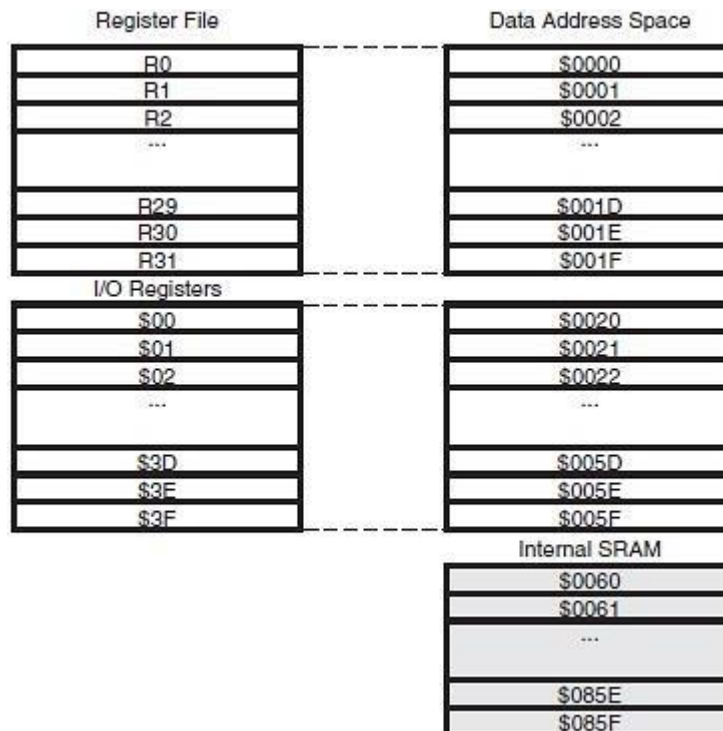 Register File
Data Address Space
R0
$0000
R1
$0001
R2
$0002
...
...
R29
$001D
R30
$001E
R31
$001F
I/O Registers
$00
$0020
$01
$0021
$02
$0022
...
...
$3D
$005D
$3E
$005E
$3F
$005F
Internal SRAM
$0060
$0061
...
$085E
$085F